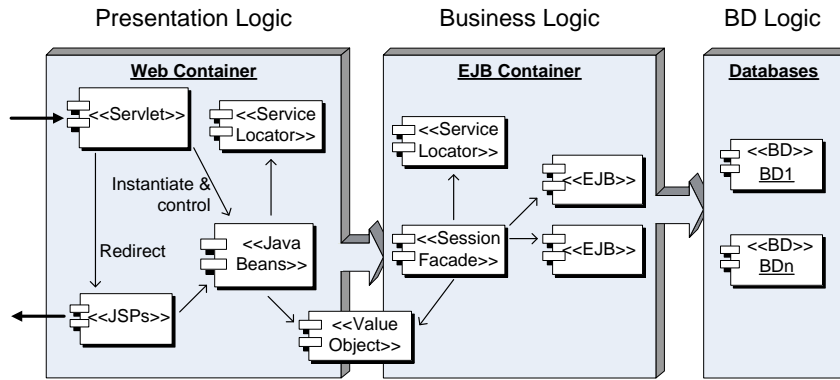 Presentation Logic
Business Logic
BD Logic
Web Container
EJB Container
Databases
<<Servlet>>
<<Service
Locator>>
<<Service
Locator>>
<<BD>>
BD1
Instantiate &
control
<<EJB>>
<<Java
Beans>>
<<Session
Facade>>
<<EJB>>
<<BD>>
BDn
Redirect
<<JSPs>>
<<Value
Object>>